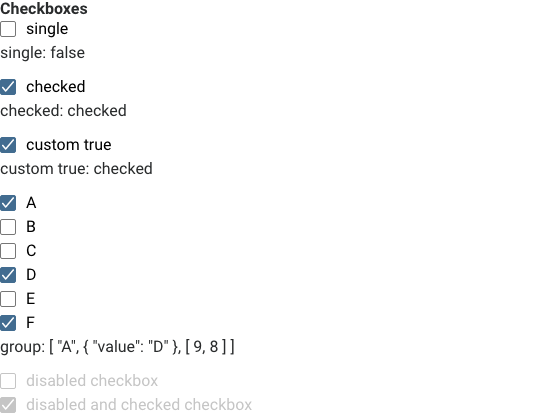 Checkboxes
single
single: false
checked
checked: checked
custom true
custom true: checked
A
B
C
D
E
F
group: [ "A", { "value": "D" }, [ 9, 8 ] ]
disabled checkbox
disabled and checked checkbox